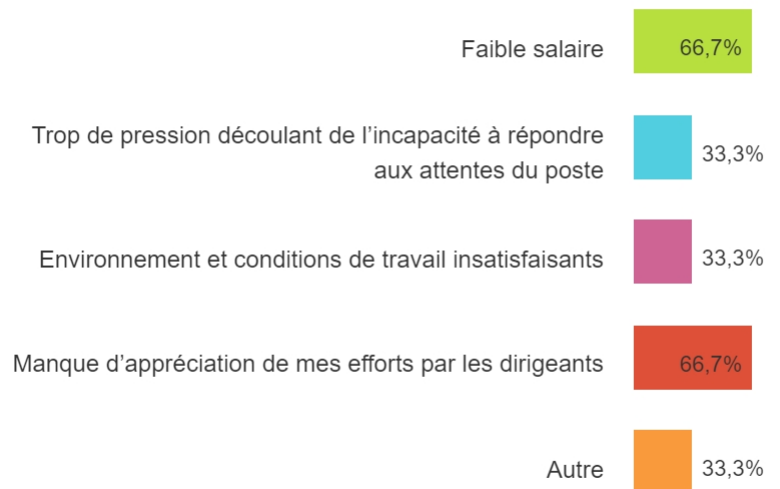 Faible salaire
66,7%
Trop de pression découlant de l’incapacité à répondre
aux attentes du poste
33,3%
Environnement et conditions de travail insatisfaisants
33,3%
Manque d’appréciation de mes efforts par les dirigeants
66,7%
Autre
33,3%